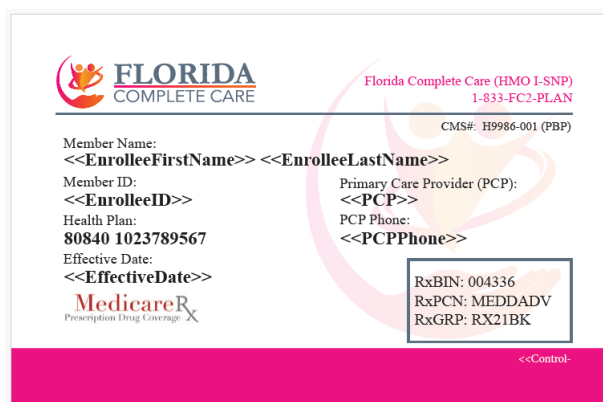 FLORIDA
COMPLETE CARE
Florida Complete Care (HMO I-SNP)
1-833-FC2-PLAN
CMS#: H9986-001 (PBP)
Member Name:
<<EnrolleeFirstName>> <<EnrolleeLastName>>
Member ID:
<<EnrolleeID>>
Primary Care Provider (PCP):
<<PCP>>
Health Plan:
80840 1023789567
PCP Phone:
<<PCPPhone>>
Effective Date:
<<EffectiveDate>>
MedicareRx
Prescription Drug Coverage
RxBIN: 004336
RxPCN: MEDDADV
RxGRP: RX21BK
<<Control-